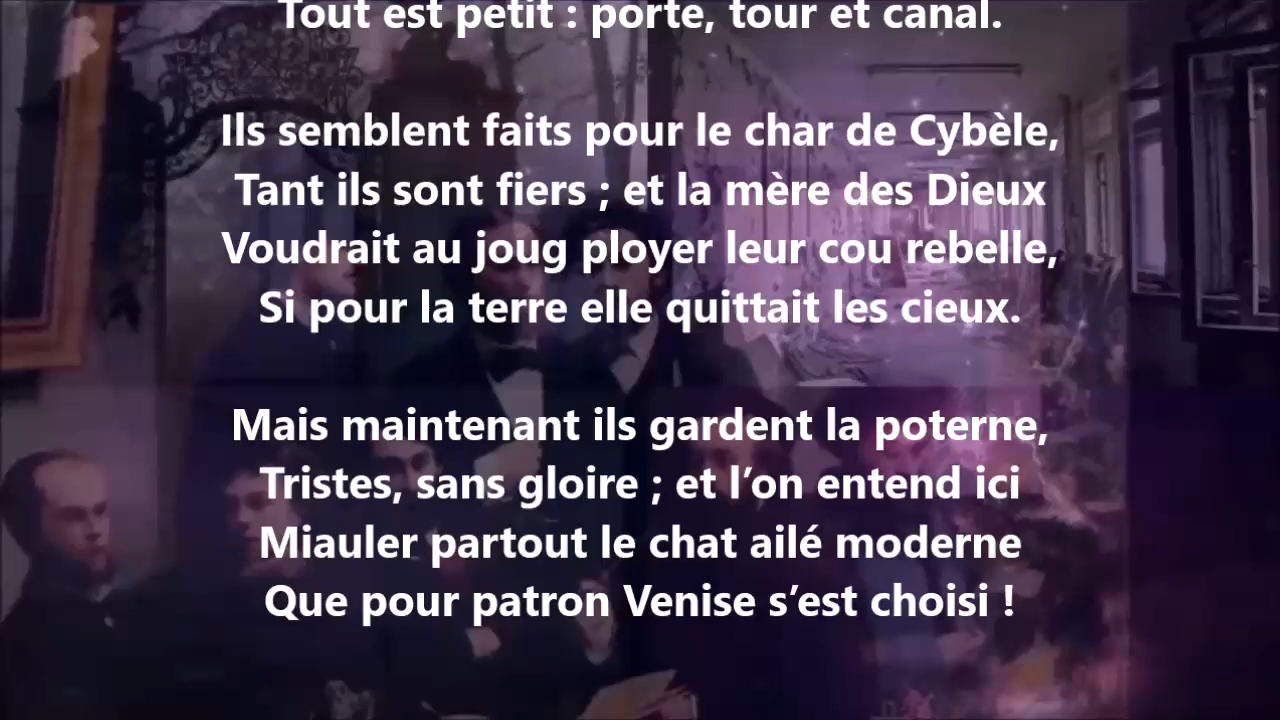 Tout est petit : porte, tour et canal.
Ils semblent faits pour le char de Cybèle,
Tant ils sont fiers ; et la mère des Dieux
Voudrait au joug ployer leur cou rebelle,
Si pour la terre elle quittait les cieux.
Mais maintenant ils gardent la poterne,
Tristes, sans gloire ; et l’on entend ici
Miauler partout le chat ailé moderne
Que pour patron Venise s’est choisi !